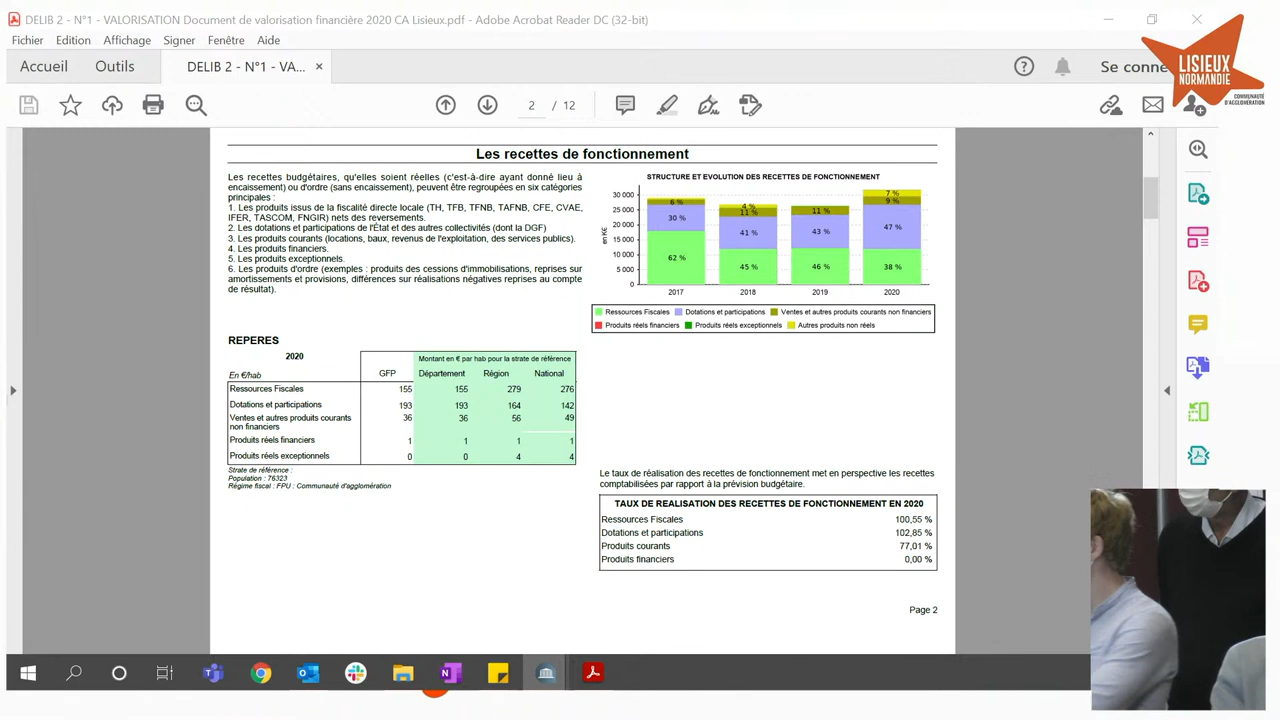 DELIB 2 - N°1 - VALORISATION Document de valorisation financière 2020 CA Lisieux.pdf - Adobe Acrobat Reader DC (32-bit)
Fichier Edition Affichage Signer Fenêtre Aide
Accueil Outils DELIB 2 - N°1 - VA... × Se conne
LISIEUX
NORMANDIE
COMMUNAUTÉ
D'AGGLOMÉRATION
2 / 12
Les recettes de fonctionnement
Les recettes budgétaires, qu'elles soient réelles (c'est-à-dire ayant donné lieu à
encaissement) ou d'ordre (sans encaissement), peuvent être regroupées en six catégories
principales :
1. Les produits issus de la fiscalité directe locale (TH, TFB, TFNB, TAFNB, CFE, CVAE,
IFER, TASCOM, FNGIR) nets des reversements.
2. Les dotations et participations de l'État et des autres collectivités (dont la DGF)
3. Les produits courants (locations, baux, revenus de l'exploitation, des services publics).
4. Les produits financiers.
5. Les produits exceptionnels.
6. Les produits d'ordre (exemples : produits des cessions d'immobilisations, reprises sur
amortissements et provisions, différences sur réalisations négatives reprises au compte
de résultat).
STRUCTURE ET EVOLUTION DES RECETTES DE FONCTIONNEMENT
en K€
30 000
25 000
20 000
15 000
10 000
5 000
0
6 %
30 %
62 %
4 %
11 %
41 %
45 %
11 %
43 %
46 %
7 %
9 %
47 %
38 %
2017 2018 2019 2020
Ressources Fiscales Dotations et participations Ventes et autres produits courants non financiers
Produits réels financiers Produits réels exceptionnels Autres produits non réels
REPERES
2020 Montant en € par hab pour la strate de référence
En €/hab GFP Département Région National
Ressources Fiscales 155 155 279 276
Dotations et participations 193 193 164 142
Ventes et autres produits courants 36 36 56 49
non financiers
Produits réels financiers 1 1 1 1
Produits réels exceptionnels 0 0 4 4
Strate de référence :
Population : 76323
Régime fiscal : FPU : Communauté d'agglomération
Le taux de réalisation des recettes de fonctionnement met en perspective les recettes
comptabilisées par rapport à la prévision budgétaire.
TAUX DE REALISATION DES RECETTES DE FONCTIONNEMENT EN 2020
Ressources Fiscales 100,55 %
Dotations et participations 102,85 %
Produits courants 77,01 %
Produits financiers 0,00 %
Page 2